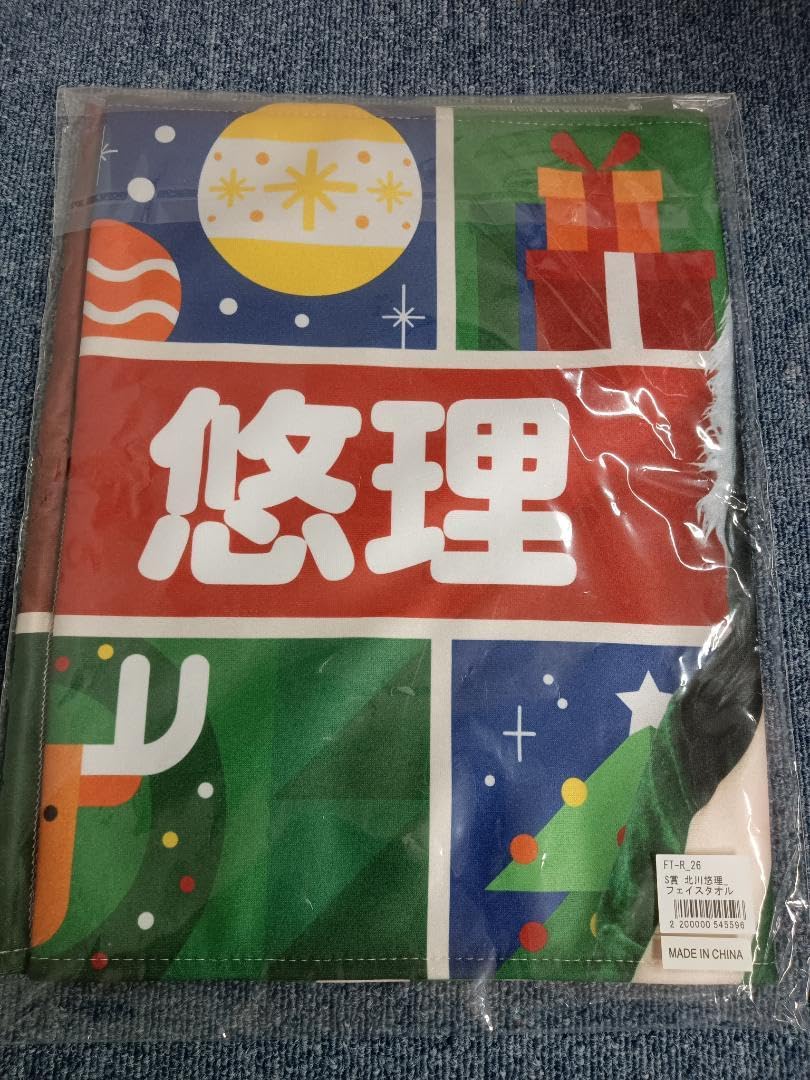 悠理
FT-R_26
S賞 北川悠理_
フェイスタオル
2 200000 545596
MADE IN CHINA